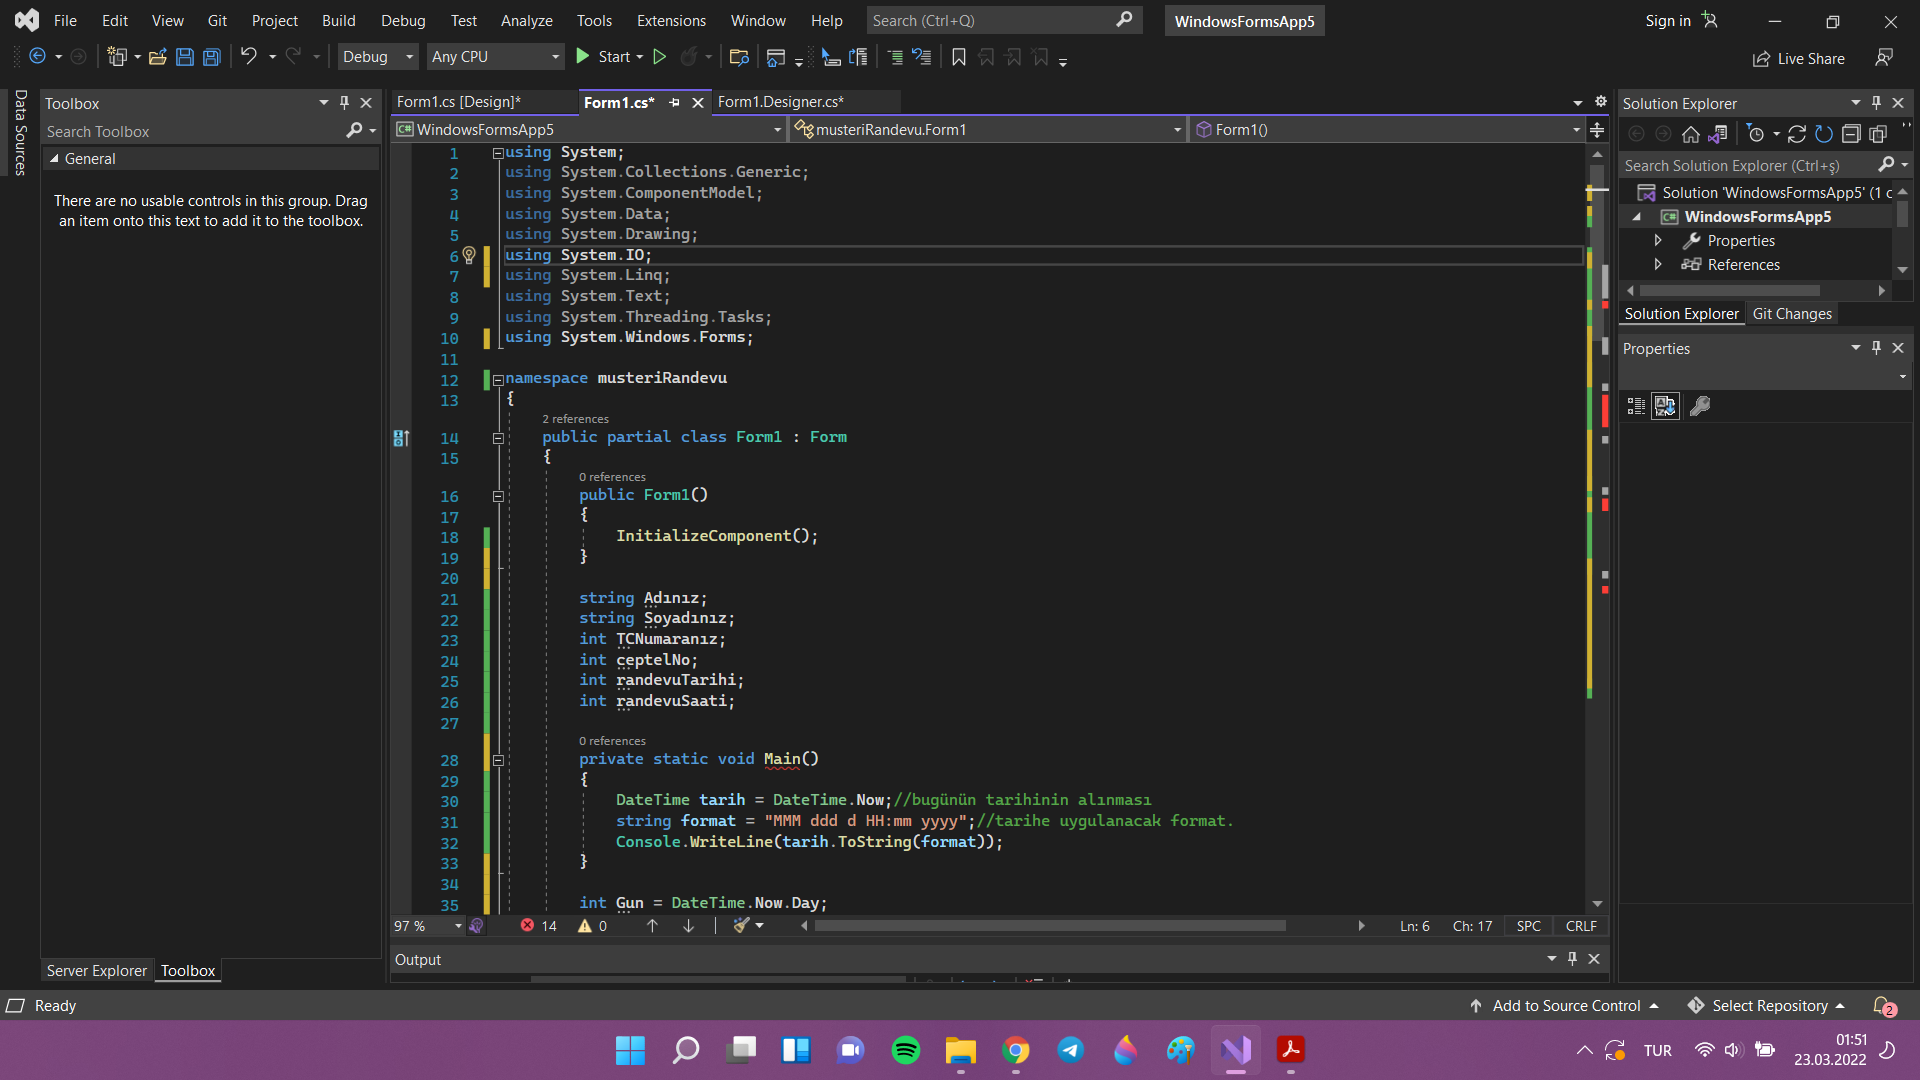 File Edit View Git Project Build Debug Test Analyze Tools Extensions Window Help Search (Ctrl+Q) WindowsFormsApp5 Sign in
Debug Any CPU Start Live Share
Data Sources
Toolbox
Search Toolbox
General
There are no usable controls in this group. Drag
an item onto this text to add it to the toolbox.
Server Explorer Toolbox
Form1.cs [Design]* Form1.cs* Form1.Designer.cs*
WindowsFormsApp5 musteriRandevu.Form1 Form1()
1 using System;
2 using System.Collections.Generic;
3 using System.ComponentModel;
4 using System.Data;
5 using System.Drawing;
6 using System.IO;
7 using System.Linq;
8 using System.Text;
9 using System.Threading.Tasks;
10 using System.Windows.Forms;
11
12 namespace musteriRandevu
13 {
2 references
14 public partial class Form1 : Form
15 {
0 references
16 public Form1()
17 {
18 InitializeComponent();
19 }
20
21 string Adınız;
22 string Soyadınız;
23 int TCNumaranız;
24 int ceptelNo;
25 int randevuTarihi;
26 int randevuSaati;
27
0 references
28 private static void Main()
29 {
30 DateTime tarih = DateTime.Now;//bugünün tarihinin alınması
31 string format = "MMM ddd d HH:mm yyyy";//tarihe uygulanacak format.
32 Console.WriteLine(tarih.ToString(format));
33 }
34
35 int Gun = DateTime.Now.Day;
97 % 14 0 Ln: 6 Ch: 17 SPC CRLF
Output
Solution Explorer
Search Solution Explorer (Ctrl+ş)
Solution 'WindowsFormsApp5' (1 c
WindowsFormsApp5
Properties
References
Solution Explorer Git Changes
Properties
Ready Add to Source Control Select Repository 2
TUR 01:51
23.03.2022